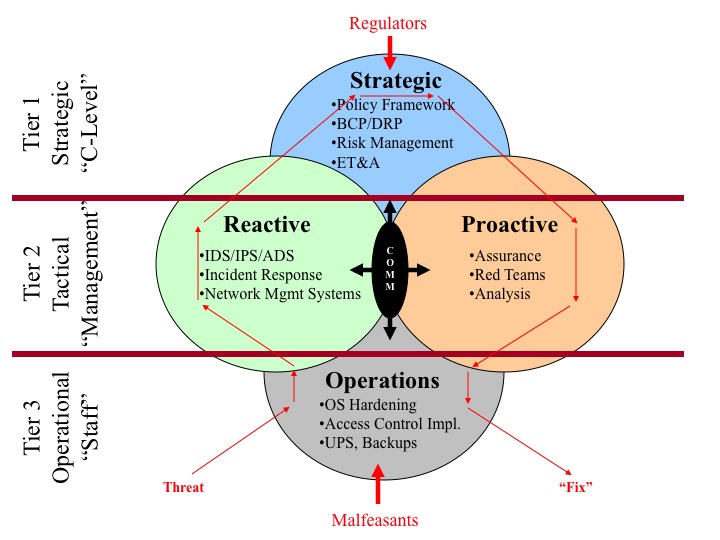 Regulators
Tier 1
Strategic
“C-Level”
Strategic
•Policy Framework
•BCP/DRP
•Risk Management
•ET&A
Tier 2
Tactical
“Management”
Reactive
•IDS/IPS/ADS
•Incident Response
•Network Mgmt Systems
COMM
Proactive
•Assurance
•Red Teams
•Analysis
Tier 3
Operational
“Staff”
Operations
•OS Hardening
•Access Control Impl.
•UPS, Backups
Threat
“Fix”
Malfeasants